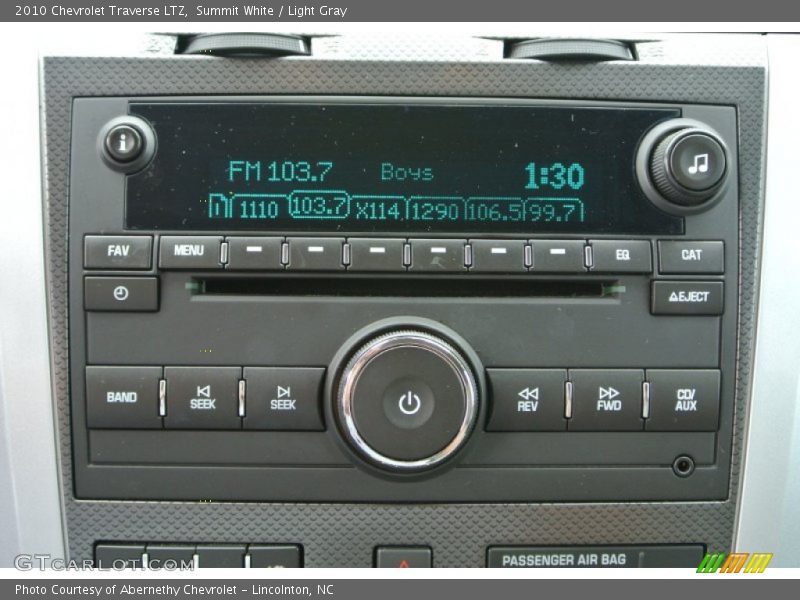 2010 Chevrolet Traverse LTZ, Summit White / Light Gray
i
FM 103.7 Boys 1:30
1110 103.7 X114 1290 106.5 99.7
FAV MENU EQ CAT
≜EJECT
BAND SEEK SEEK REV FWD CD/
AUX
PASSENGER AIR BAG
GTCarLot.com
Photo Courtesy of Abernethy Chevrolet - Lincolnton, NC